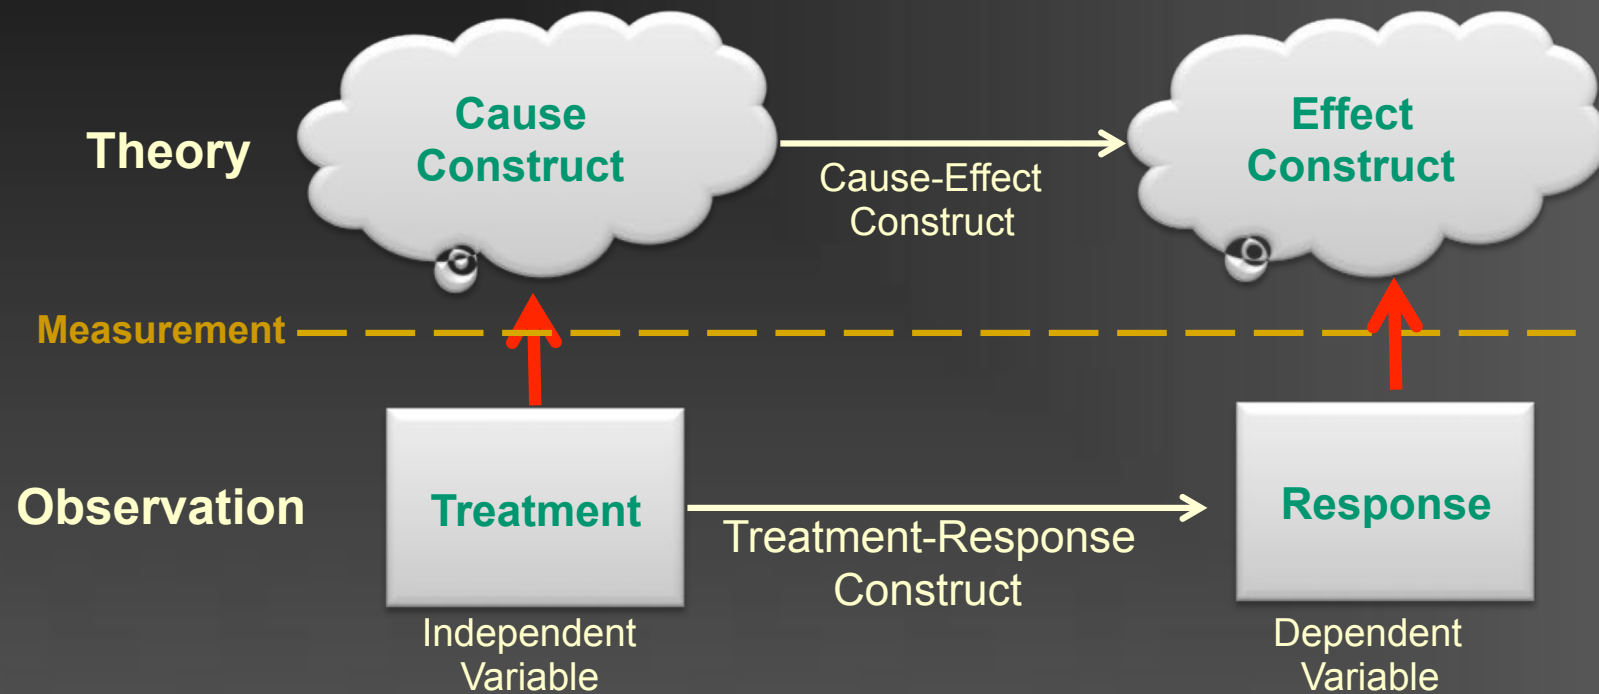 Theory
Cause
Construct
Cause-Effect
Construct
Effect
Construct
Measurement
Observation
Treatment
Treatment-Response
Construct
Response
Independent
Variable
Dependent
Variable